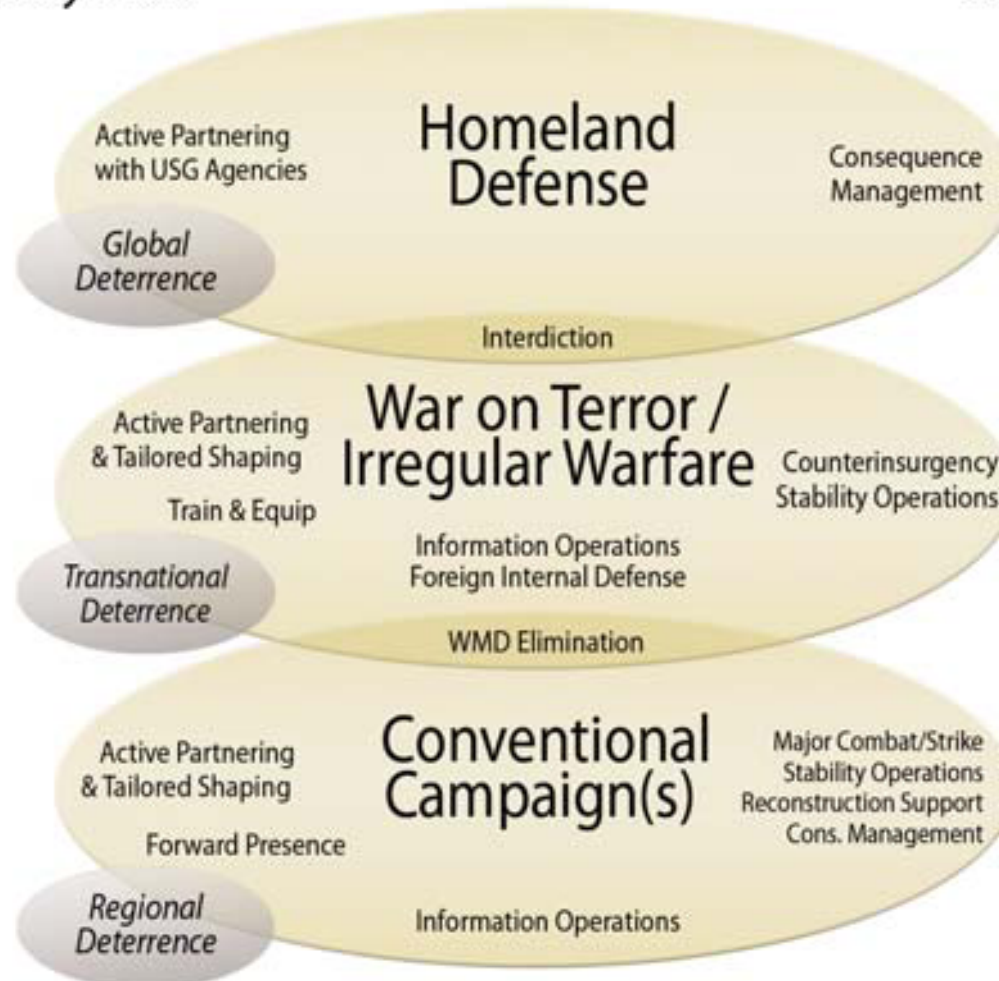 Homeland
Defense
Active Partnering
with USG Agencies
Consequence
Management
Global
Deterrence
Interdiction
War on Terror /
Irregular Warfare
Active Partnering
& Tailored Shaping
Train & Equip
Counterinsurgency
Stability Operations
Information Operations
Foreign Internal Defense
Transnational
Deterrence
WMD Elimination
Conventional
Campaign(s)
Active Partnering
& Tailored Shaping
Forward Presence
Major Combat/Strike
Stability Operations
Reconstruction Support
Cons. Management
Regional
Deterrence
Information Operations